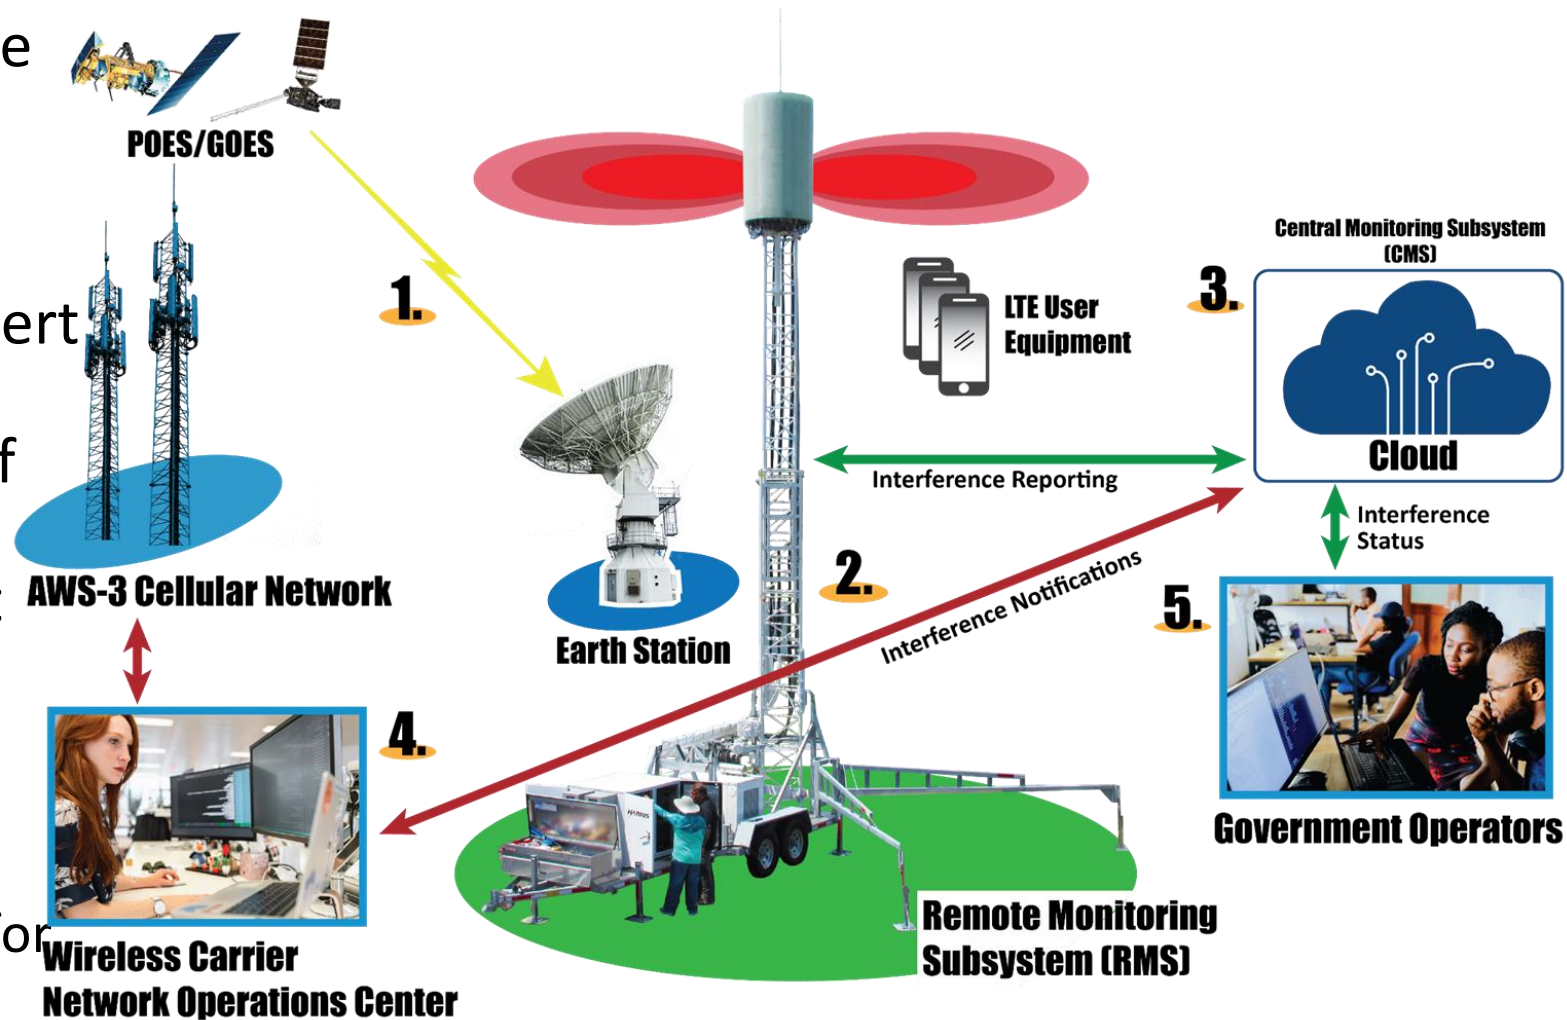 e
POES/GOES
ert
f
AWS-3 Cellular Network
or
1.
Earth Station
LTE User
Equipment
2.
Interference Reporting
Interference Notifications
3.
Central Monitoring Subsystem
(CMS)
Cloud
Interference
Status
4.
Wireless Carrier
Network Operations Center
5.
Government Operators
Remote Monitoring
Subsystem (RMS)